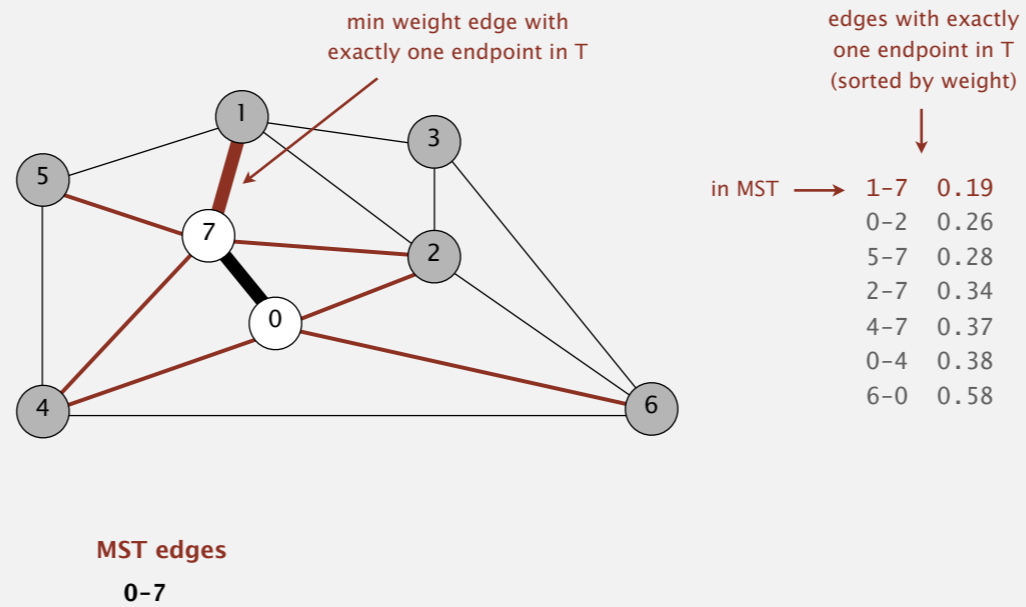 min weight edge with
exactly one endpoint in T
edges with exactly
one endpoint in T
(sorted by weight)
1
3
5
7
2
0
4
6
in MST
1-7 0.19
0-2 0.26
5-7 0.28
2-7 0.34
4-7 0.37
0-4 0.38
6-0 0.58
MST edges
0-7